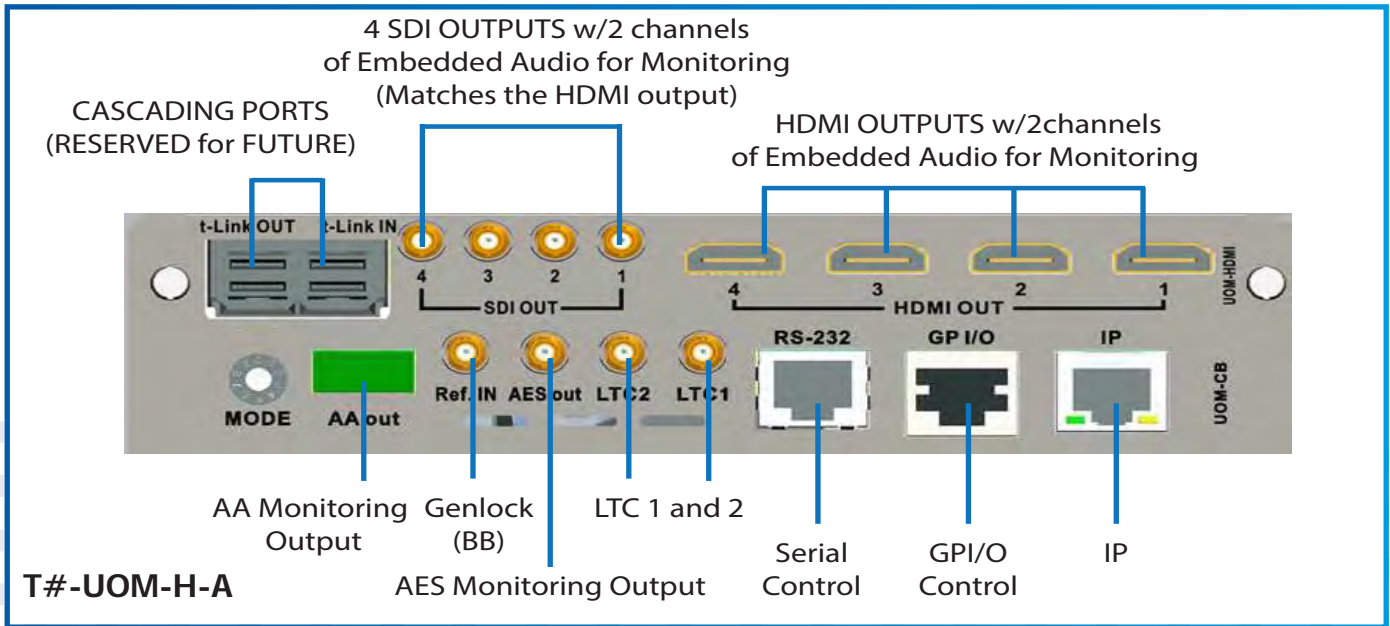 4 SDI OUTPUTS w/2 channels
of Embedded Audio for Monitoring
(Matches the HDMI output)
CASCADING PORTS
(RESERVED for FUTURE)
HDMI OUTPUTS w/2channels
of Embedded Audio for Monitoring
t-Link OUT
t-Link IN
4
3
2
1
SDI OUT
4
3
2
1
HDMI OUT
UOM-HDMI
RS-232
GP I/O
IP
MODE
AA out
Ref. IN
AES out
LTC2
LTC1
UOM-CB
AA Monitoring
Output
Genlock
(BB)
LTC 1 and 2
AES Monitoring Output
Serial
Control
GPI/O
Control
IP
T#-UOM-H-A